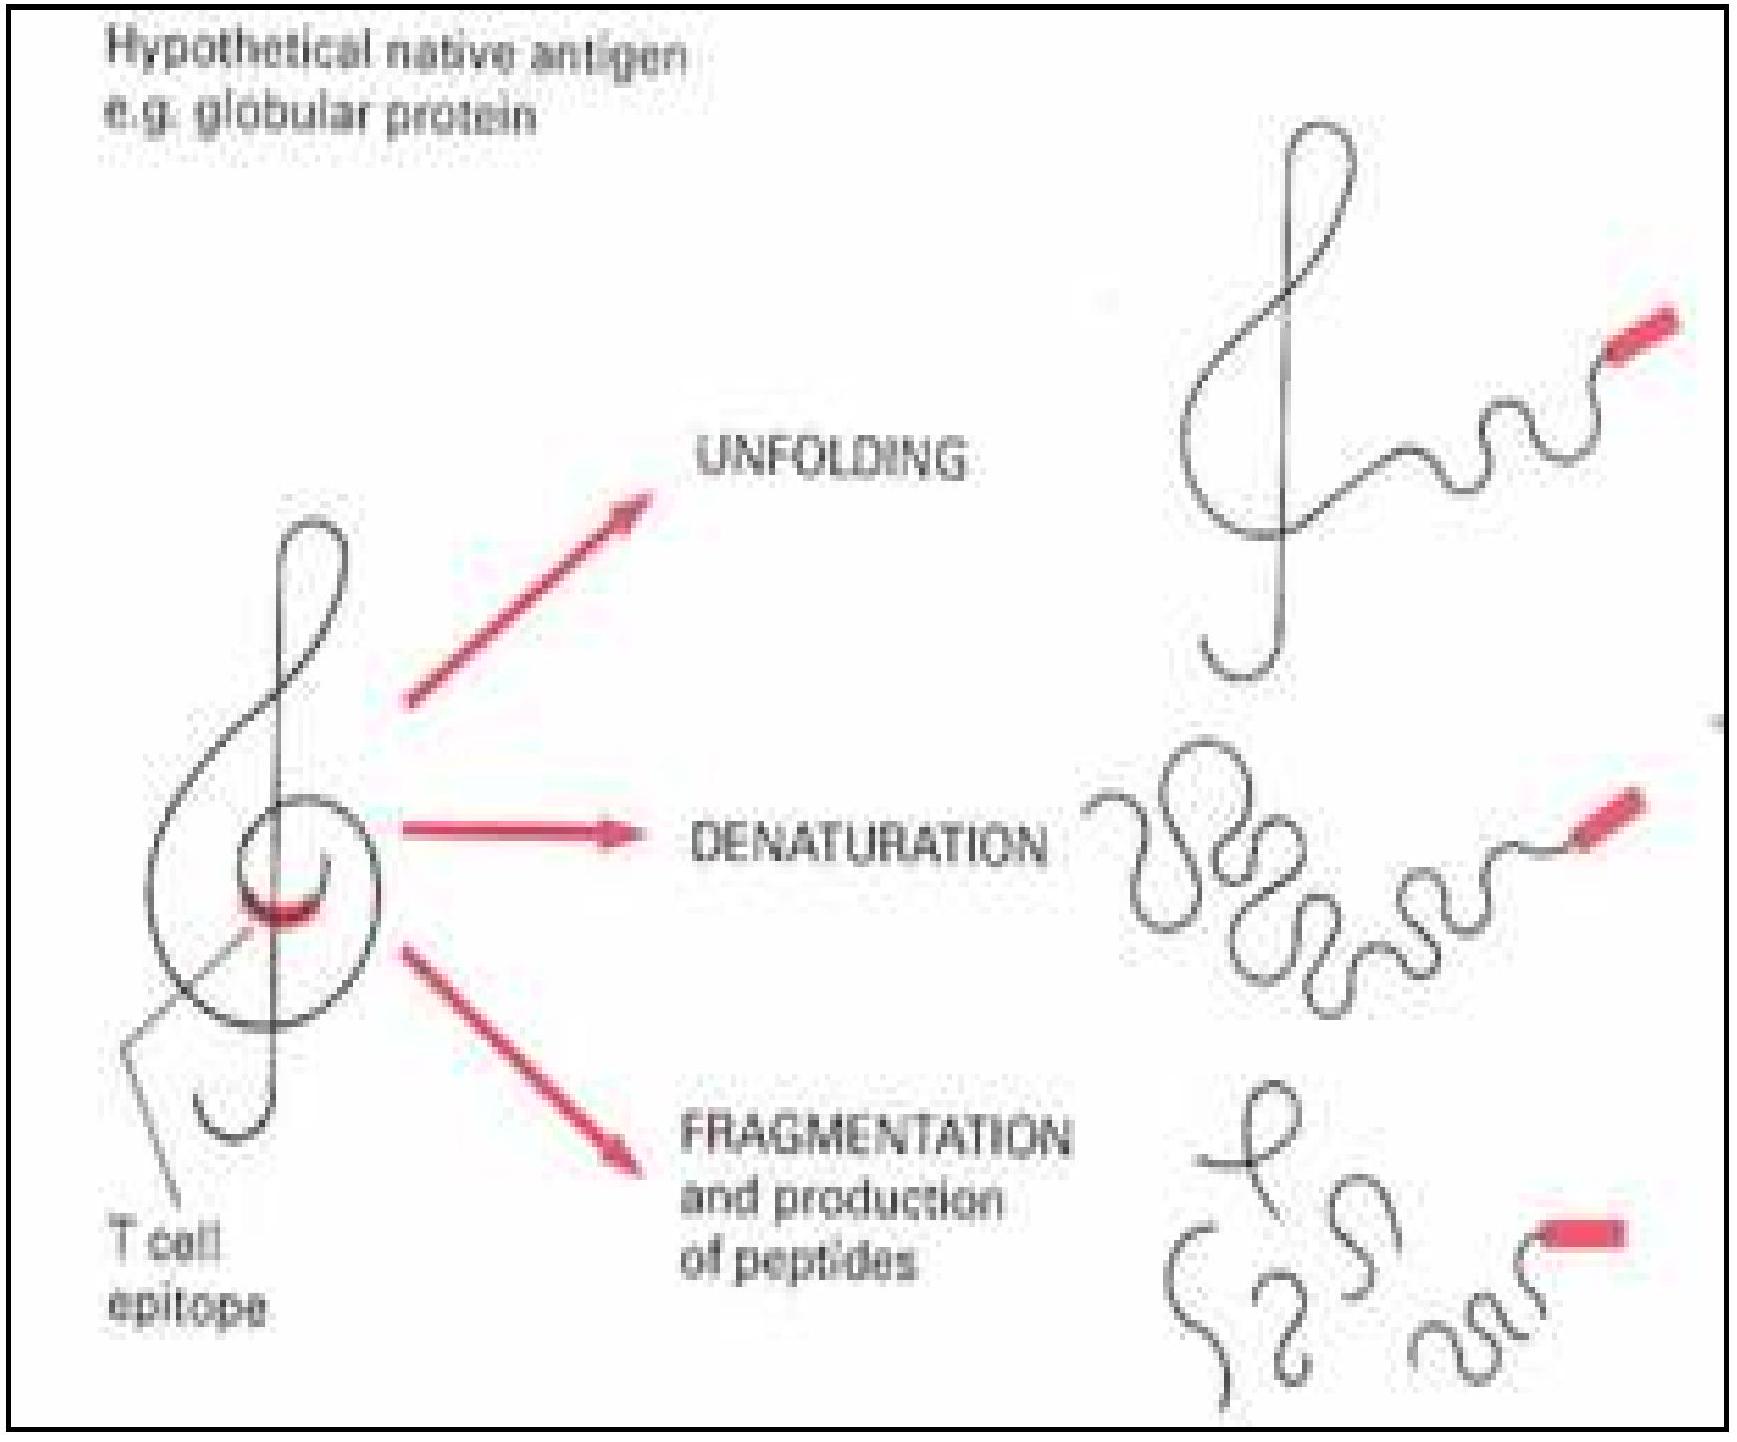 Hypothetical native antigen
e.g. globular protein
UNFOLDING
DENATURATION
FRAGMENTATION
and production
of peptides
T cell
epitope